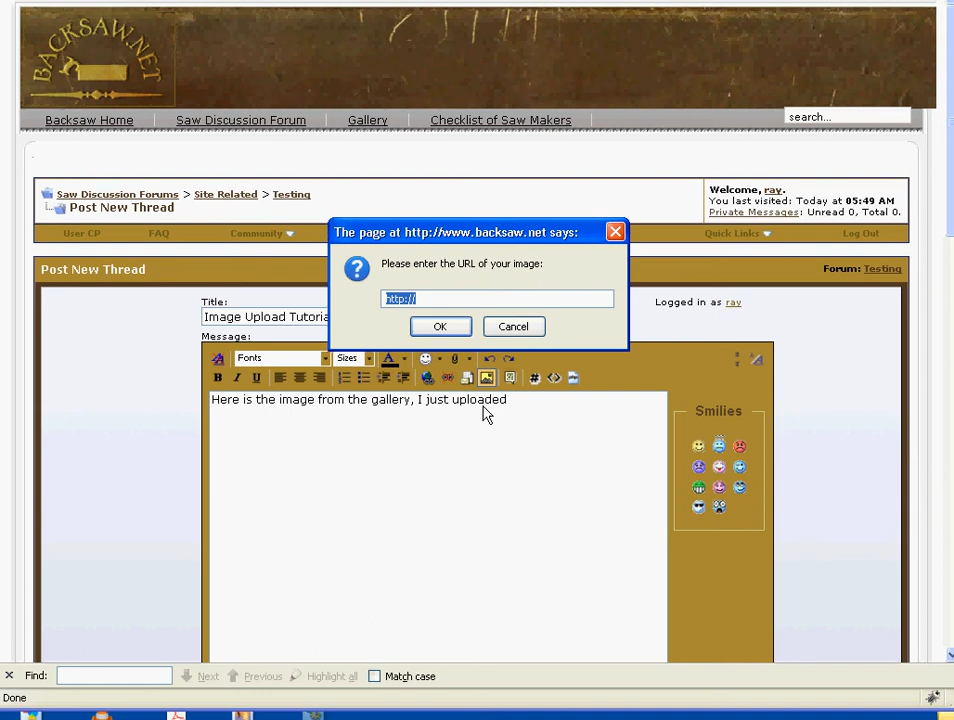 BACKSAW.NET
Backsaw Home
Saw Discussion Forum
Gallery
Checklist of Saw Makers
search...
Saw Discussion Forums > Site Related > Testing
Post New Thread
Welcome, ray.
You last visited: Today at 05:49 AM
Private Messages: Unread 0, Total 0.
User CP
FAQ
Community
Quick Links
Log Out
The page at http://www.backsaw.net says:
Please enter the URL of your image:
http://
OK
Cancel
Post New Thread
Forum: Testing
Title:
Logged in as ray
Image Upload Tutoria
Message:
Fonts
Sizes
A
B I U
Here is the image from the gallery, I just uploaded
Smilies
Find:
Next
Previous
Highlight all
Match case
Done